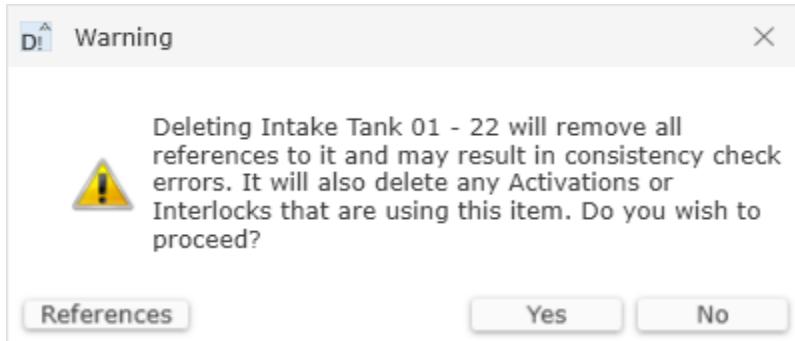 D!
Warning
Deleting Intake Tank 01 - 22 will remove all
references to it and may result in consistency check
errors. It will also delete any Activations or
Interlocks that are using this item. Do you wish to
proceed?
References Yes No